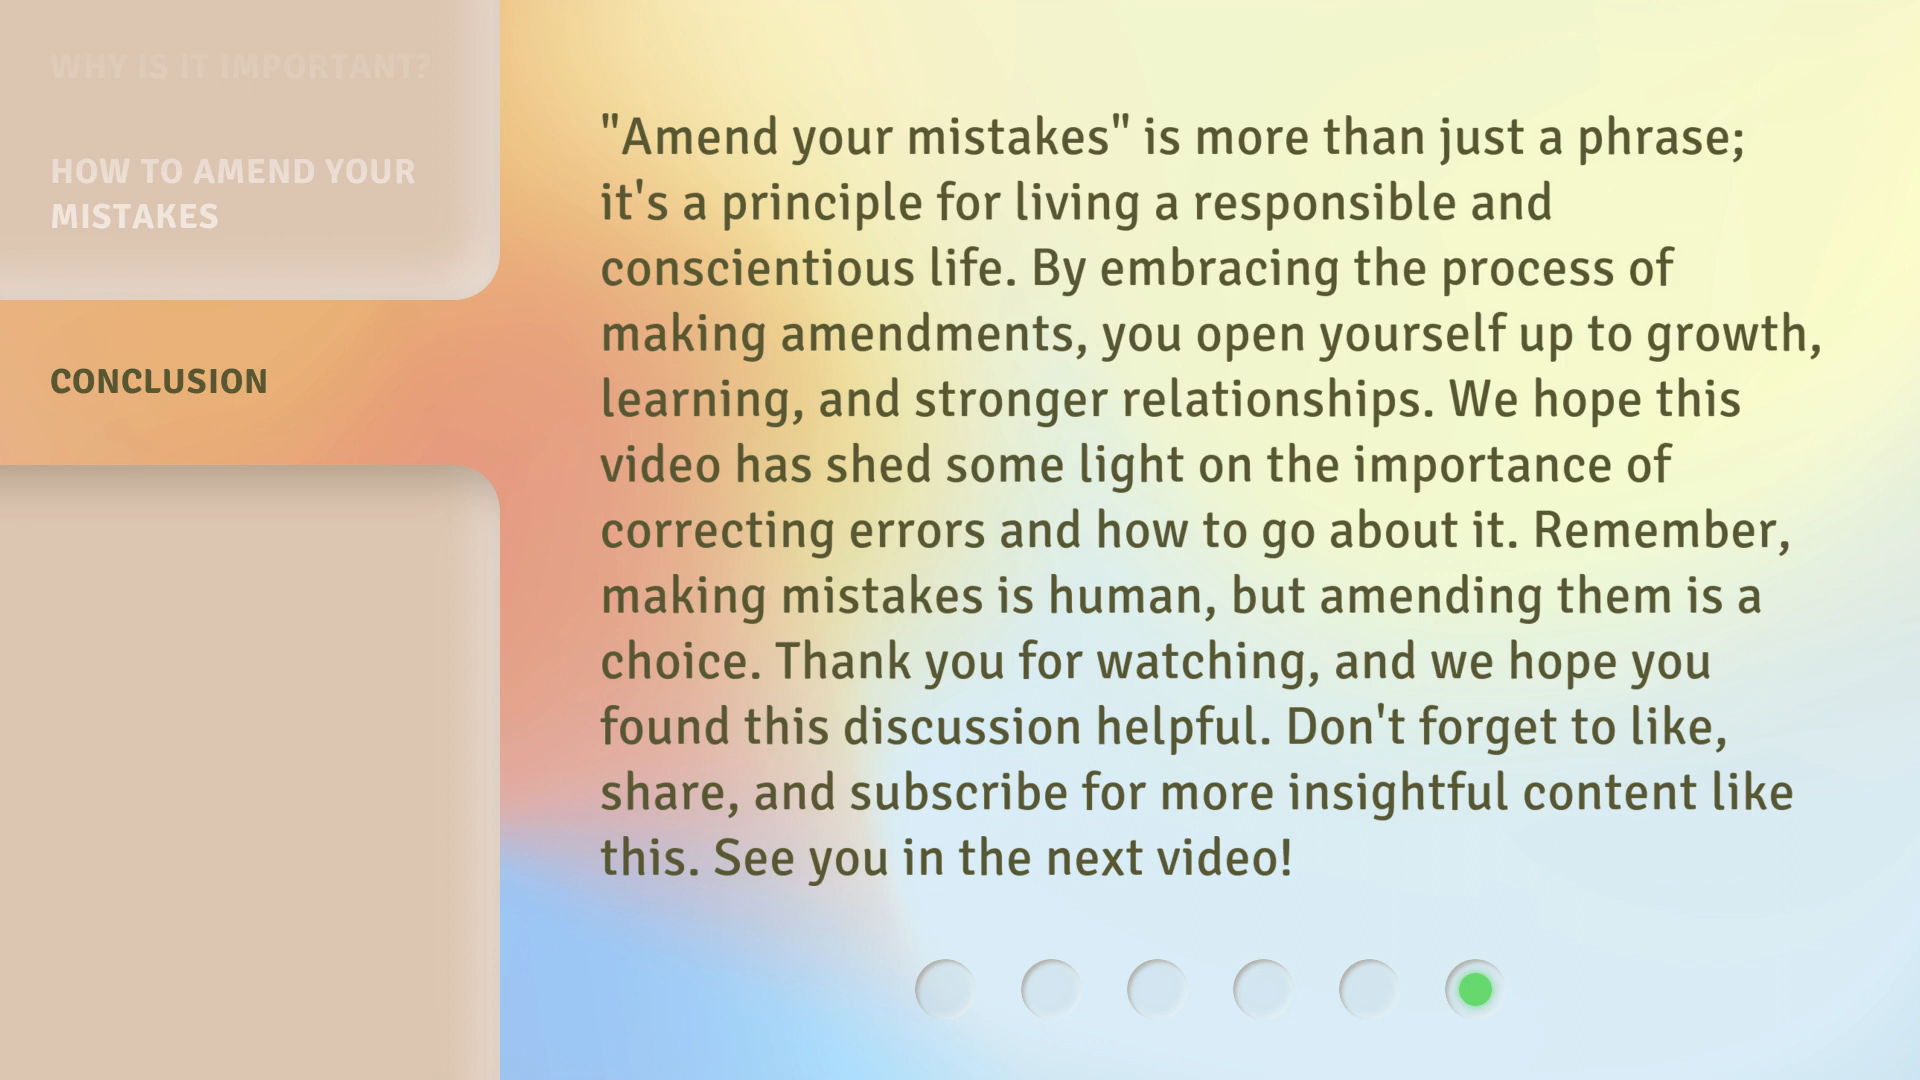 WHY IS IT IMPORTANT?
HOW TO AMEND YOUR
MISTAKES
CONCLUSION
"Amend your mistakes" is more than just a phrase;
it's a principle for living a responsible and
conscientious life. By embracing the process of
making amendments, you open yourself up to growth,
learning, and stronger relationships. We hope this
video has shed some light on the importance of
correcting errors and how to go about it. Remember,
making mistakes is human, but amending them is a
choice. Thank you for watching, and we hope you
found this discussion helpful. Don't forget to like,
share, and subscribe for more insightful content like
this. See you in the next video!